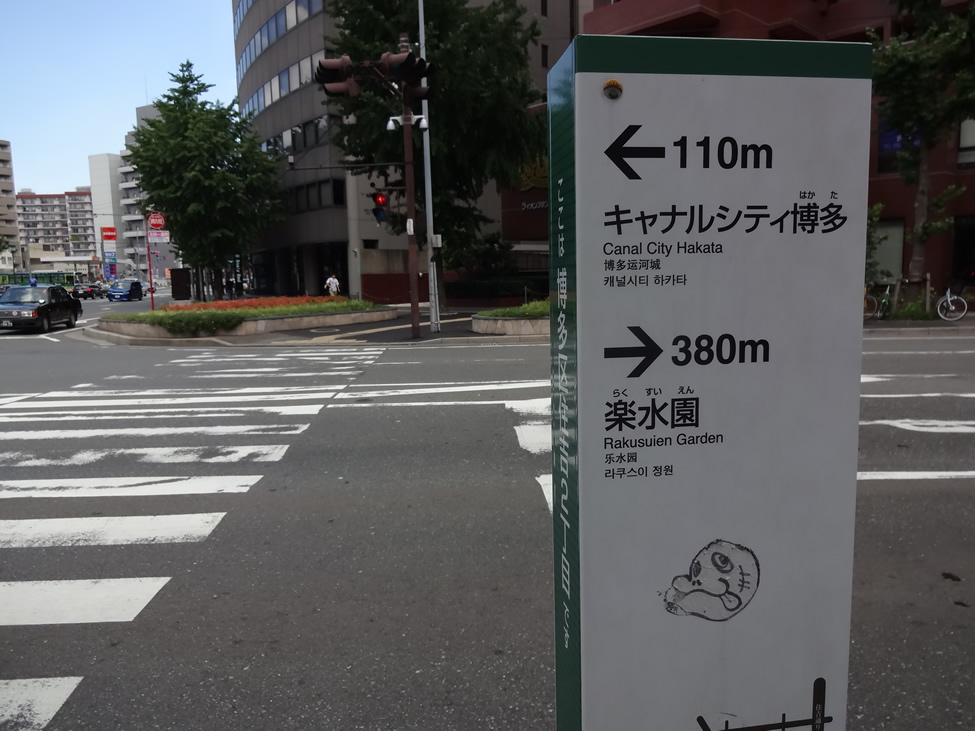 110m
はかた
キャナルシティ博多
Canal City Hakata
博多运河城
캐널시티 하카타
380m
らくすいえん
楽水園
Rakusuien Garden
乐水园
라쿠스이 정원